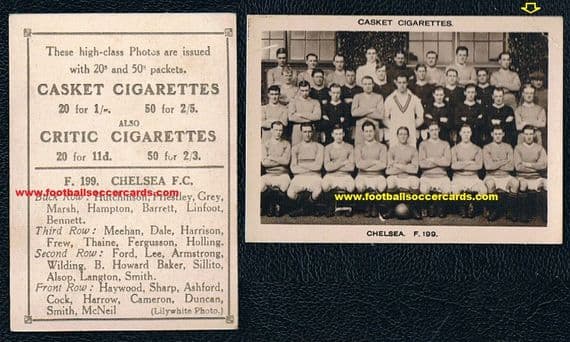 These high-class Photos are issued
with 20s and 50s packets.
CASKET CIGARETTES
20 for 1/-. 50 for 2/5.
ALSO
CRITIC CIGARETTES
20 for 11d. 50 for 2/3.
F. 199. CHELSEA F.C.
www.footballsoccercards.com
Back Row: Hutchinson, Priestley, Grey,
Marsh, Hampton, Barrett, Linfoot,
Bennett.
Third Row: Meehan, Dale, Harrison,
Frew, Thaine, Fergusson, Holling.
Second Row: Ford, Lee, Armstrong,
Wilding, B. Howard Baker, Sillito,
Alsop, Langton, Smith.
Front Row: Haywood, Sharp, Ashford,
Cock, Harrow, Cameron, Duncan,
Smith, McNeil (Lilywhite Photo.)
CASKET CIGARETTES.
www.footballsoccercards.com
CHELSEA. F. 199.